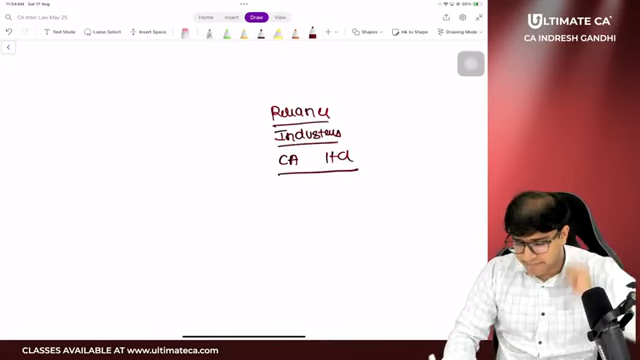 11:54 AM Sat 17 Aug
50%
CA Inter Law May 25
Home Insert Draw View
Text Mode Lasso Select Insert Space Shapes Ink to Shape Drawing Mode
ULTIMATE CA
CA INDRESH GANDHI
Reliance
Industries
CA ltd
CLASSES AVAILABLE AT www.ultimateca.com